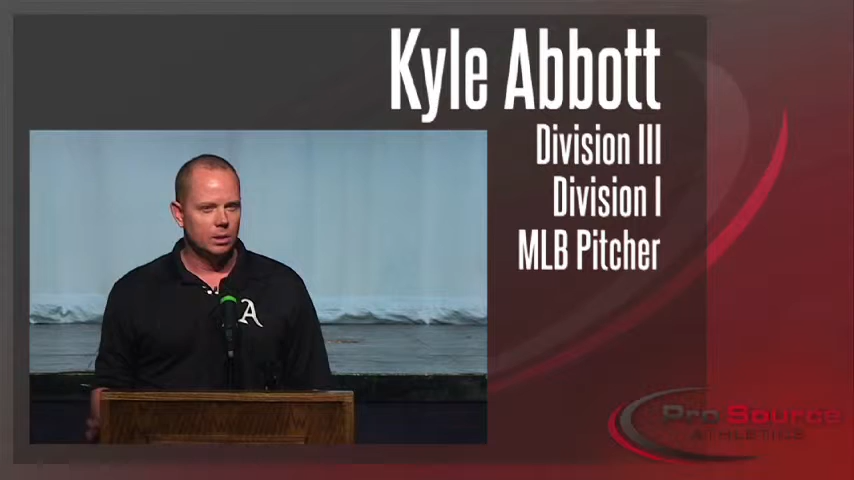 Kyle Abbott
Division III
Division I
MLB Pitcher
A
Pro Source
ATHLETICS